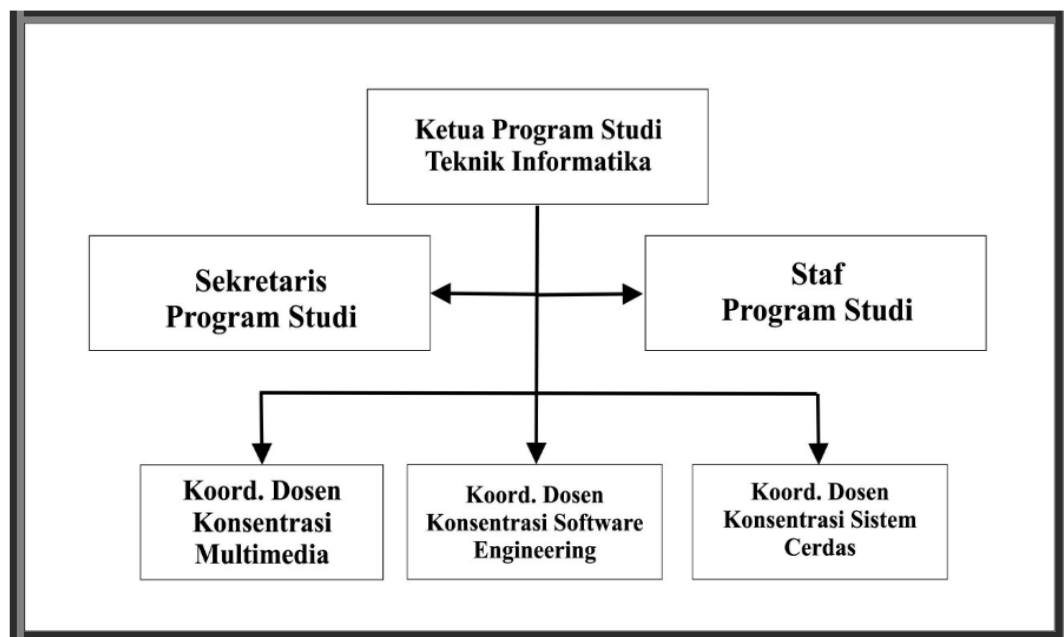 Ketua Program Studi
Teknik Informatika
Sekretaris
Program Studi
Staf
Program Studi
Koord. Dosen
Konsentrasi
Multimedia
Koord. Dosen
Konsentrasi Software
Engineering
Koord. Dosen
Konsentrasi Sistem
Cerdas